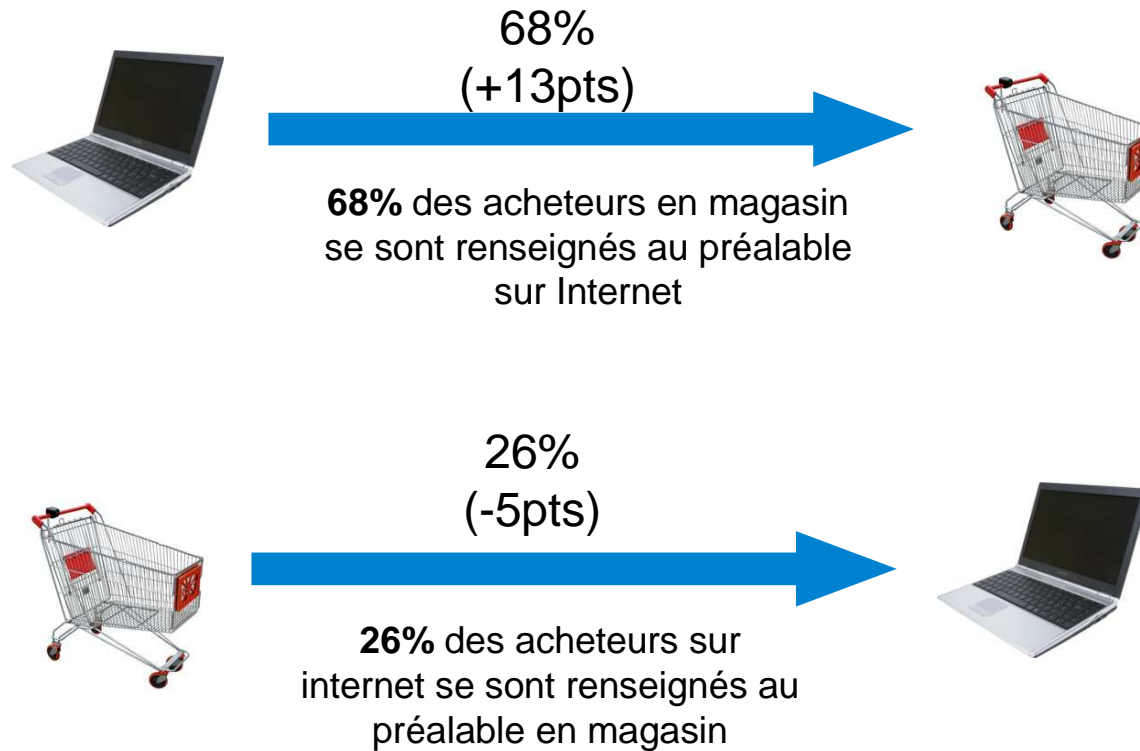 68%
(+13pts)
68% des acheteurs en magasin
se sont renseignés au préalable
sur Internet
26%
(-5pts)
26% des acheteurs sur
internet se sont renseignés au
préalable en magasin